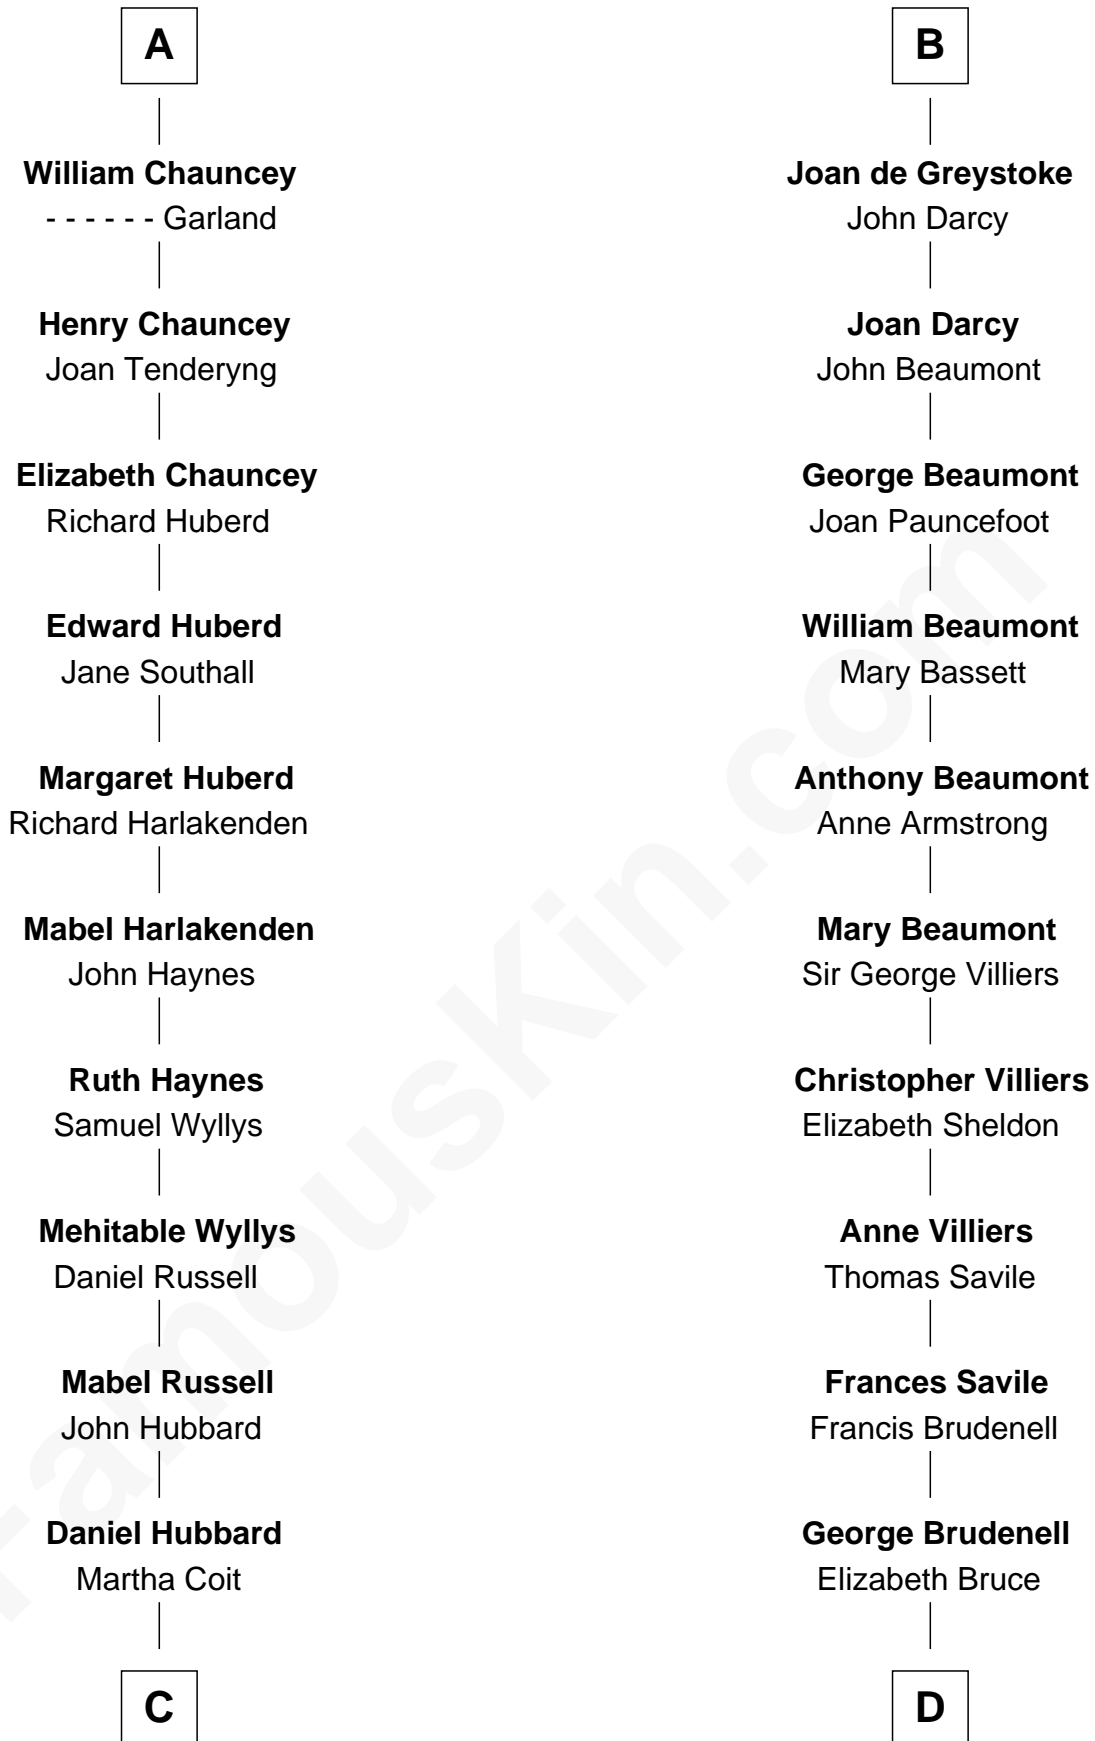 A
William Chauncey
- - - - - - Garland
Henry Chauncey
Joan Tenderyng
Elizabeth Chauncey
Richard Huberd
Edward Huberd
Jane Southall
Margaret Huberd
Richard Harlakenden
Mabel Harlakenden
John Haynes
Ruth Haynes
Samuel Wyllys
Mehitable Wyllys
Daniel Russell
Mabel Russell
John Hubbard
Daniel Hubbard
Martha Coit
C
B
Joan de Greystoke
John Darcy
Joan Darcy
John Beaumont
George Beaumont
Joan Pauncefoot
William Beaumont
Mary Bassett
Anthony Beaumont
Anne Armstrong
Mary Beaumont
Sir George Villiers
Christopher Villiers
Elizabeth Sheldon
Anne Villiers
Thomas Savile
Frances Savile
Francis Brudenell
George Brudenell
Elizabeth Bruce
D
FamousKin.com